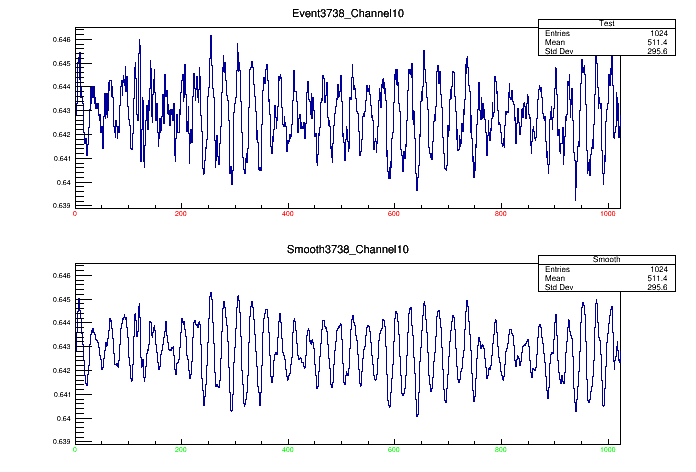 Event3738_Channel10
Test
Entries 1024
Mean 511.4
Std Dev 295.6
0.646
0.645
0.644
0.643
0.642
0.641
0.64
0.639
0 200 400 600 800 1000
Smooth3738_Channel10
Smooth
Entries 1024
Mean 511.4
Std Dev 295.6
0.646
0.645
0.644
0.643
0.642
0.641
0.64
0.639
0 200 400 600 800 1000